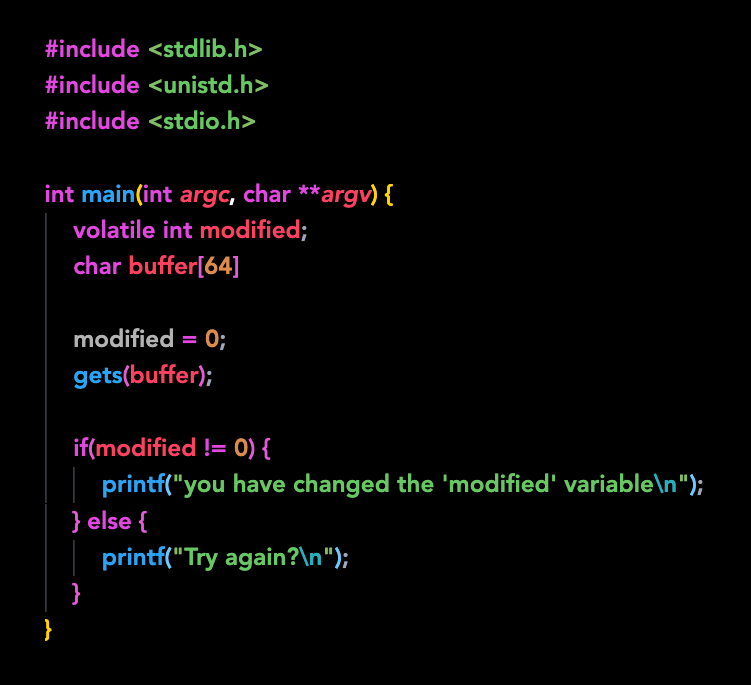 #include <stdlib.h>
#include <unistd.h>
#include <stdio.h>

int main(int argc, char **argv) {
    volatile int modified;
    char buffer[64]

    modified = 0;
    gets(buffer);

    if(modified != 0) {
        printf("you have changed the 'modified' variable\n");
    } else {
        printf("Try again?\n");
    }
}